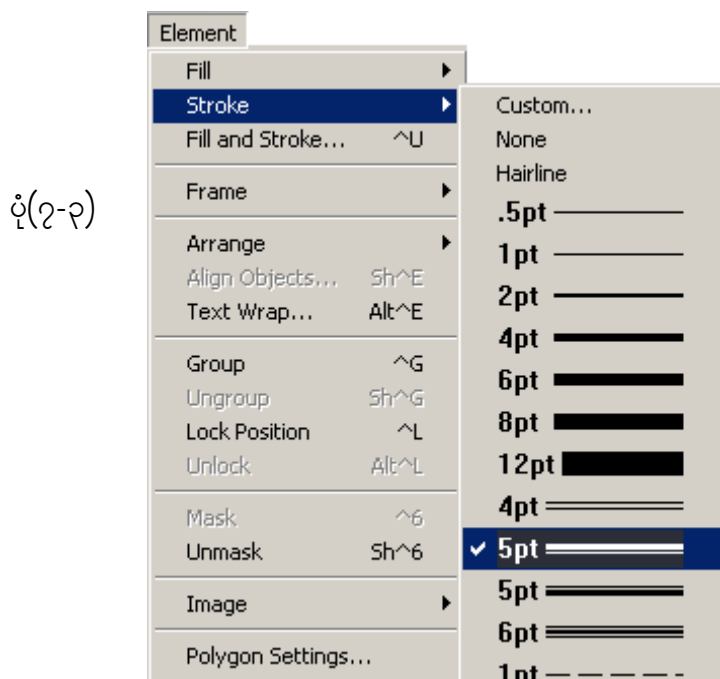 Element
Fill
Stroke
Fill and Stroke... ^U
Frame
Arrange
Align Objects... Sh^E
Text Wrap... Alt^E
Group ^G
Ungroup Sh^G
Lock Position ^L
Unlock Alt^L
Mask ^6
Unmask Sh^6
Image
Polygon Settings...
Custom...
None
Hairline
.5pt
1pt
2pt
4pt
6pt
8pt
12pt
4pt
5pt
5pt
6pt
1pt
ပုံ(၇-၃)